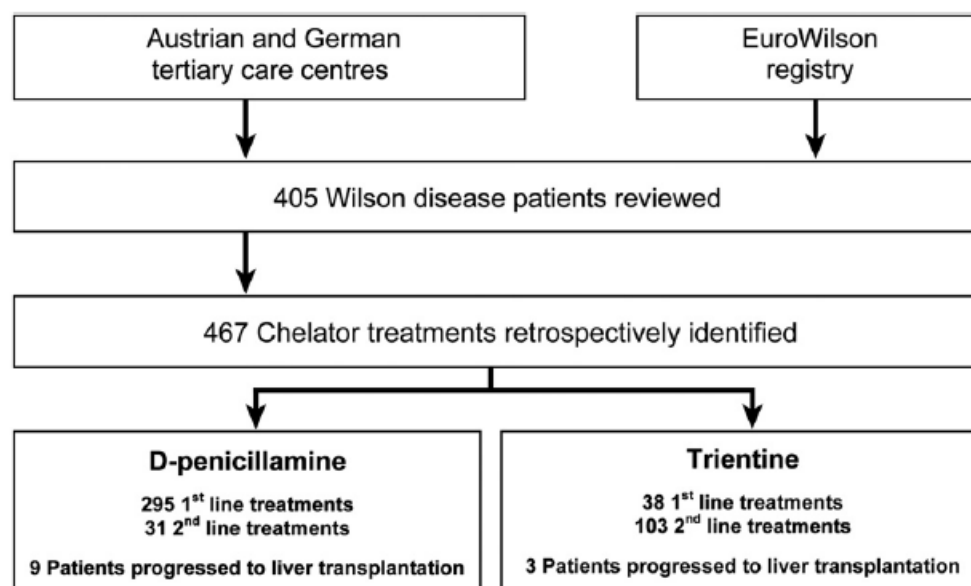 Austrian and German
tertiary care centres
EuroWilson
registry
405 Wilson disease patients reviewed
467 Chelator treatments retrospectively identified
D-penicillamine
295 1st line treatments
31 2nd line treatments
9 Patients progressed to liver transplantation
Trientine
38 1st line treatments
103 2nd line treatments
3 Patients progressed to liver transplantation